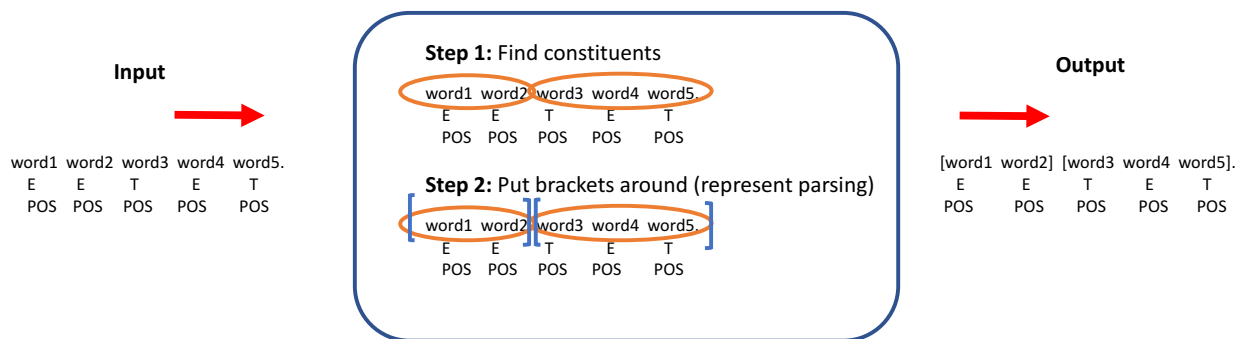 Input
word1 word2 word3 word4 word5.
E E T E T
POS POS POS POS POS
Step 1: Find constituents
word1 word2 word3 word4 word5.
E E T E T
POS POS POS POS POS
Step 2: Put brackets around (represent parsing)
[word1 word2] [word3 word4 word5.]
E E T E T
POS POS POS POS POS
Output
[word1 word2] [word3 word4 word5].
E E T E T
POS POS POS POS POS